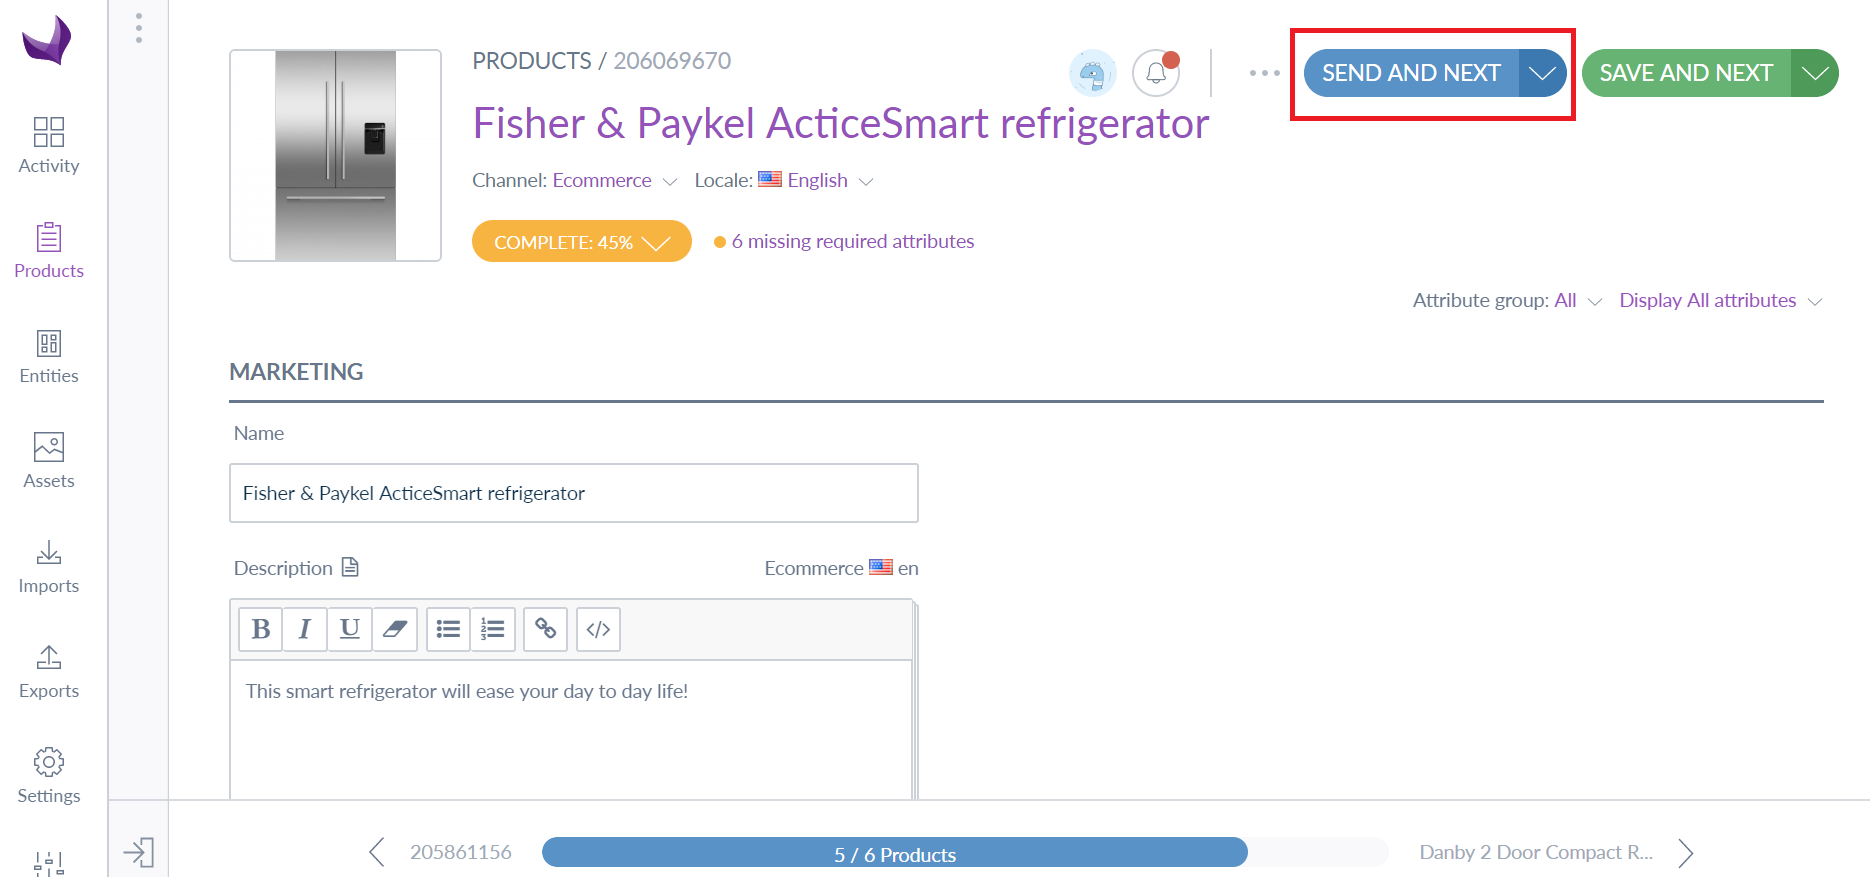 PRODUCTS / 206069670
SEND AND NEXT
SAVE AND NEXT
Fisher & Paykel ActiceSmart refrigerator
Channel: Ecommerce Locale: English
COMPLETE: 45% 6 missing required attributes
Attribute group: All Display All attributes
Activity
Products
Entities
Assets
Imports
Exports
Settings
MARKETING
Name
Fisher & Paykel ActiceSmart refrigerator
Description Ecommerce en
B I U 1 2 3 </>
This smart refrigerator will ease your day to day life!
205861156 5 / 6 Products Danby 2 Door Compact R...